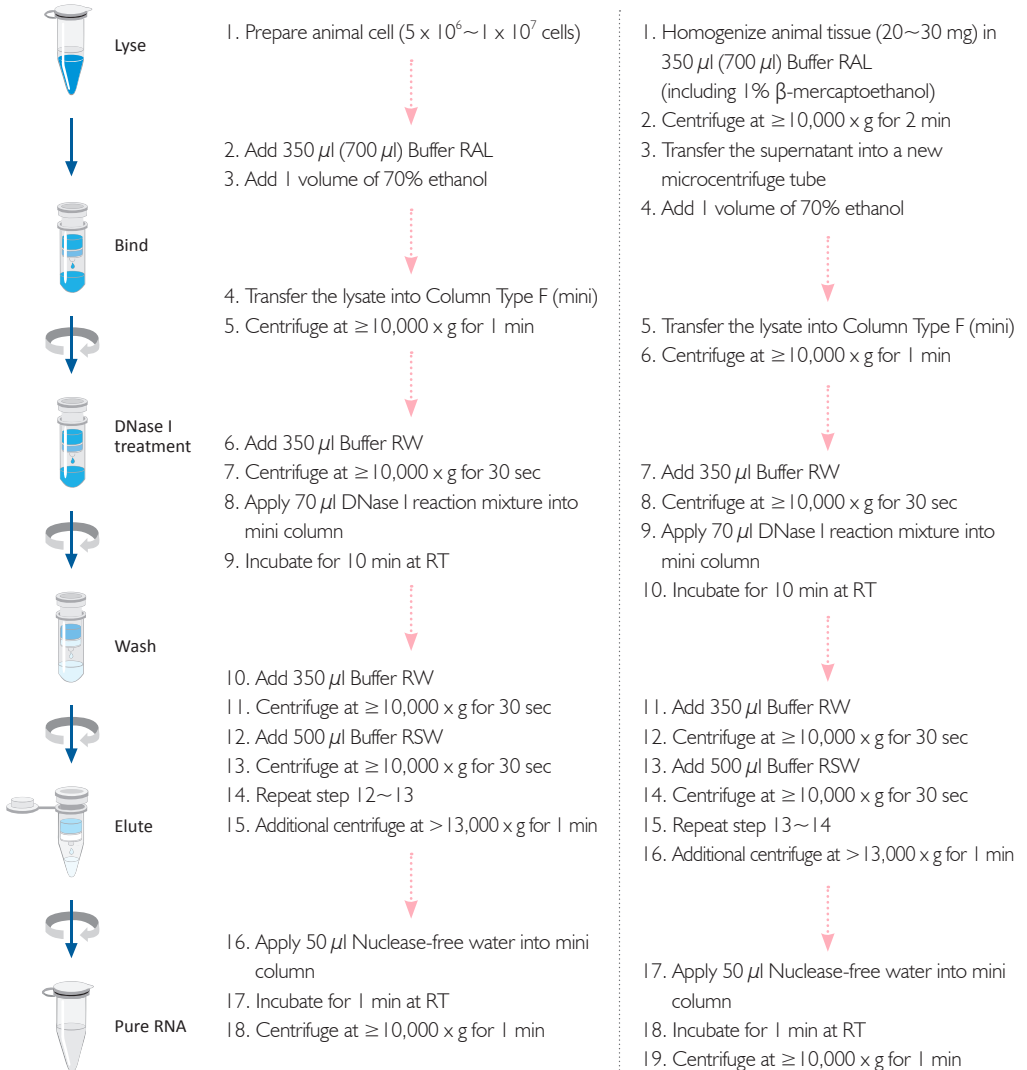 Lyse
Bind
DNase I
treatment
Wash
Elute
Pure RNA
1. Prepare animal cell (5 x 10⁶~1 x 10⁷ cells)
2. Add 350 µl (700 µl) Buffer RAL
3. Add 1 volume of 70% ethanol
4. Transfer the lysate into Column Type F (mini)
5. Centrifuge at ≥10,000 x g for 1 min
6. Add 350 µl Buffer RW
7. Centrifuge at ≥10,000 x g for 30 sec
8. Apply 70 µl DNase I reaction mixture into
mini column
9. Incubate for 10 min at RT
10. Add 350 µl Buffer RW
11. Centrifuge at ≥10,000 x g for 30 sec
12. Add 500 µl Buffer RSW
13. Centrifuge at ≥10,000 x g for 30 sec
14. Repeat step 12~13
15. Additional centrifuge at >13,000 x g for 1 min
16. Apply 50 µl Nuclease-free water into mini
column
17. Incubate for 1 min at RT
18. Centrifuge at ≥10,000 x g for 1 min
1. Homogenize animal tissue (20~30 mg) in
350 µl (700 µl) Buffer RAL
(including 1% β-mercaptoethanol)
2. Centrifuge at ≥10,000 x g for 2 min
3. Transfer the supernatant into a new
microcentrifuge tube
4. Add 1 volume of 70% ethanol
5. Transfer the lysate into Column Type F (mini)
6. Centrifuge at ≥10,000 x g for 1 min
7. Add 350 µl Buffer RW
8. Centrifuge at ≥10,000 x g for 30 sec
9. Apply 70 µl DNase I reaction mixture into
mini column
10. Incubate for 10 min at RT
11. Add 350 µl Buffer RW
12. Centrifuge at ≥10,000 x g for 30 sec
13. Add 500 µl Buffer RSW
14. Centrifuge at ≥10,000 x g for 30 sec
15. Repeat step 13~14
16. Additional centrifuge at >13,000 x g for 1 min
17. Apply 50 µl Nuclease-free water into mini
column
18. Incubate for 1 min at RT
19. Centrifuge at ≥10,000 x g for 1 min